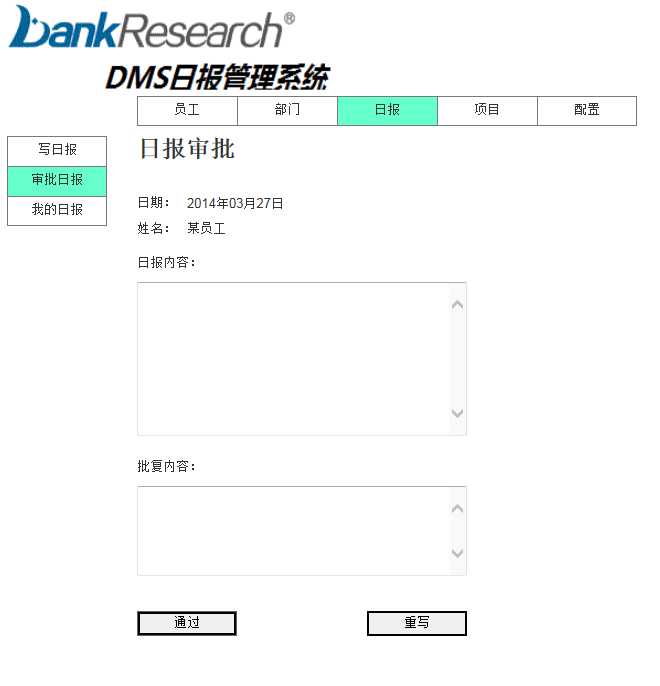 bankResearch®
DMS日报管理系统
员工 部门 日报 项目 配置
写日报
审批日报
我的日报
日报审批
日期： 2014年03月27日
姓名： 某员工
日报内容：
批复内容：
通过 重写